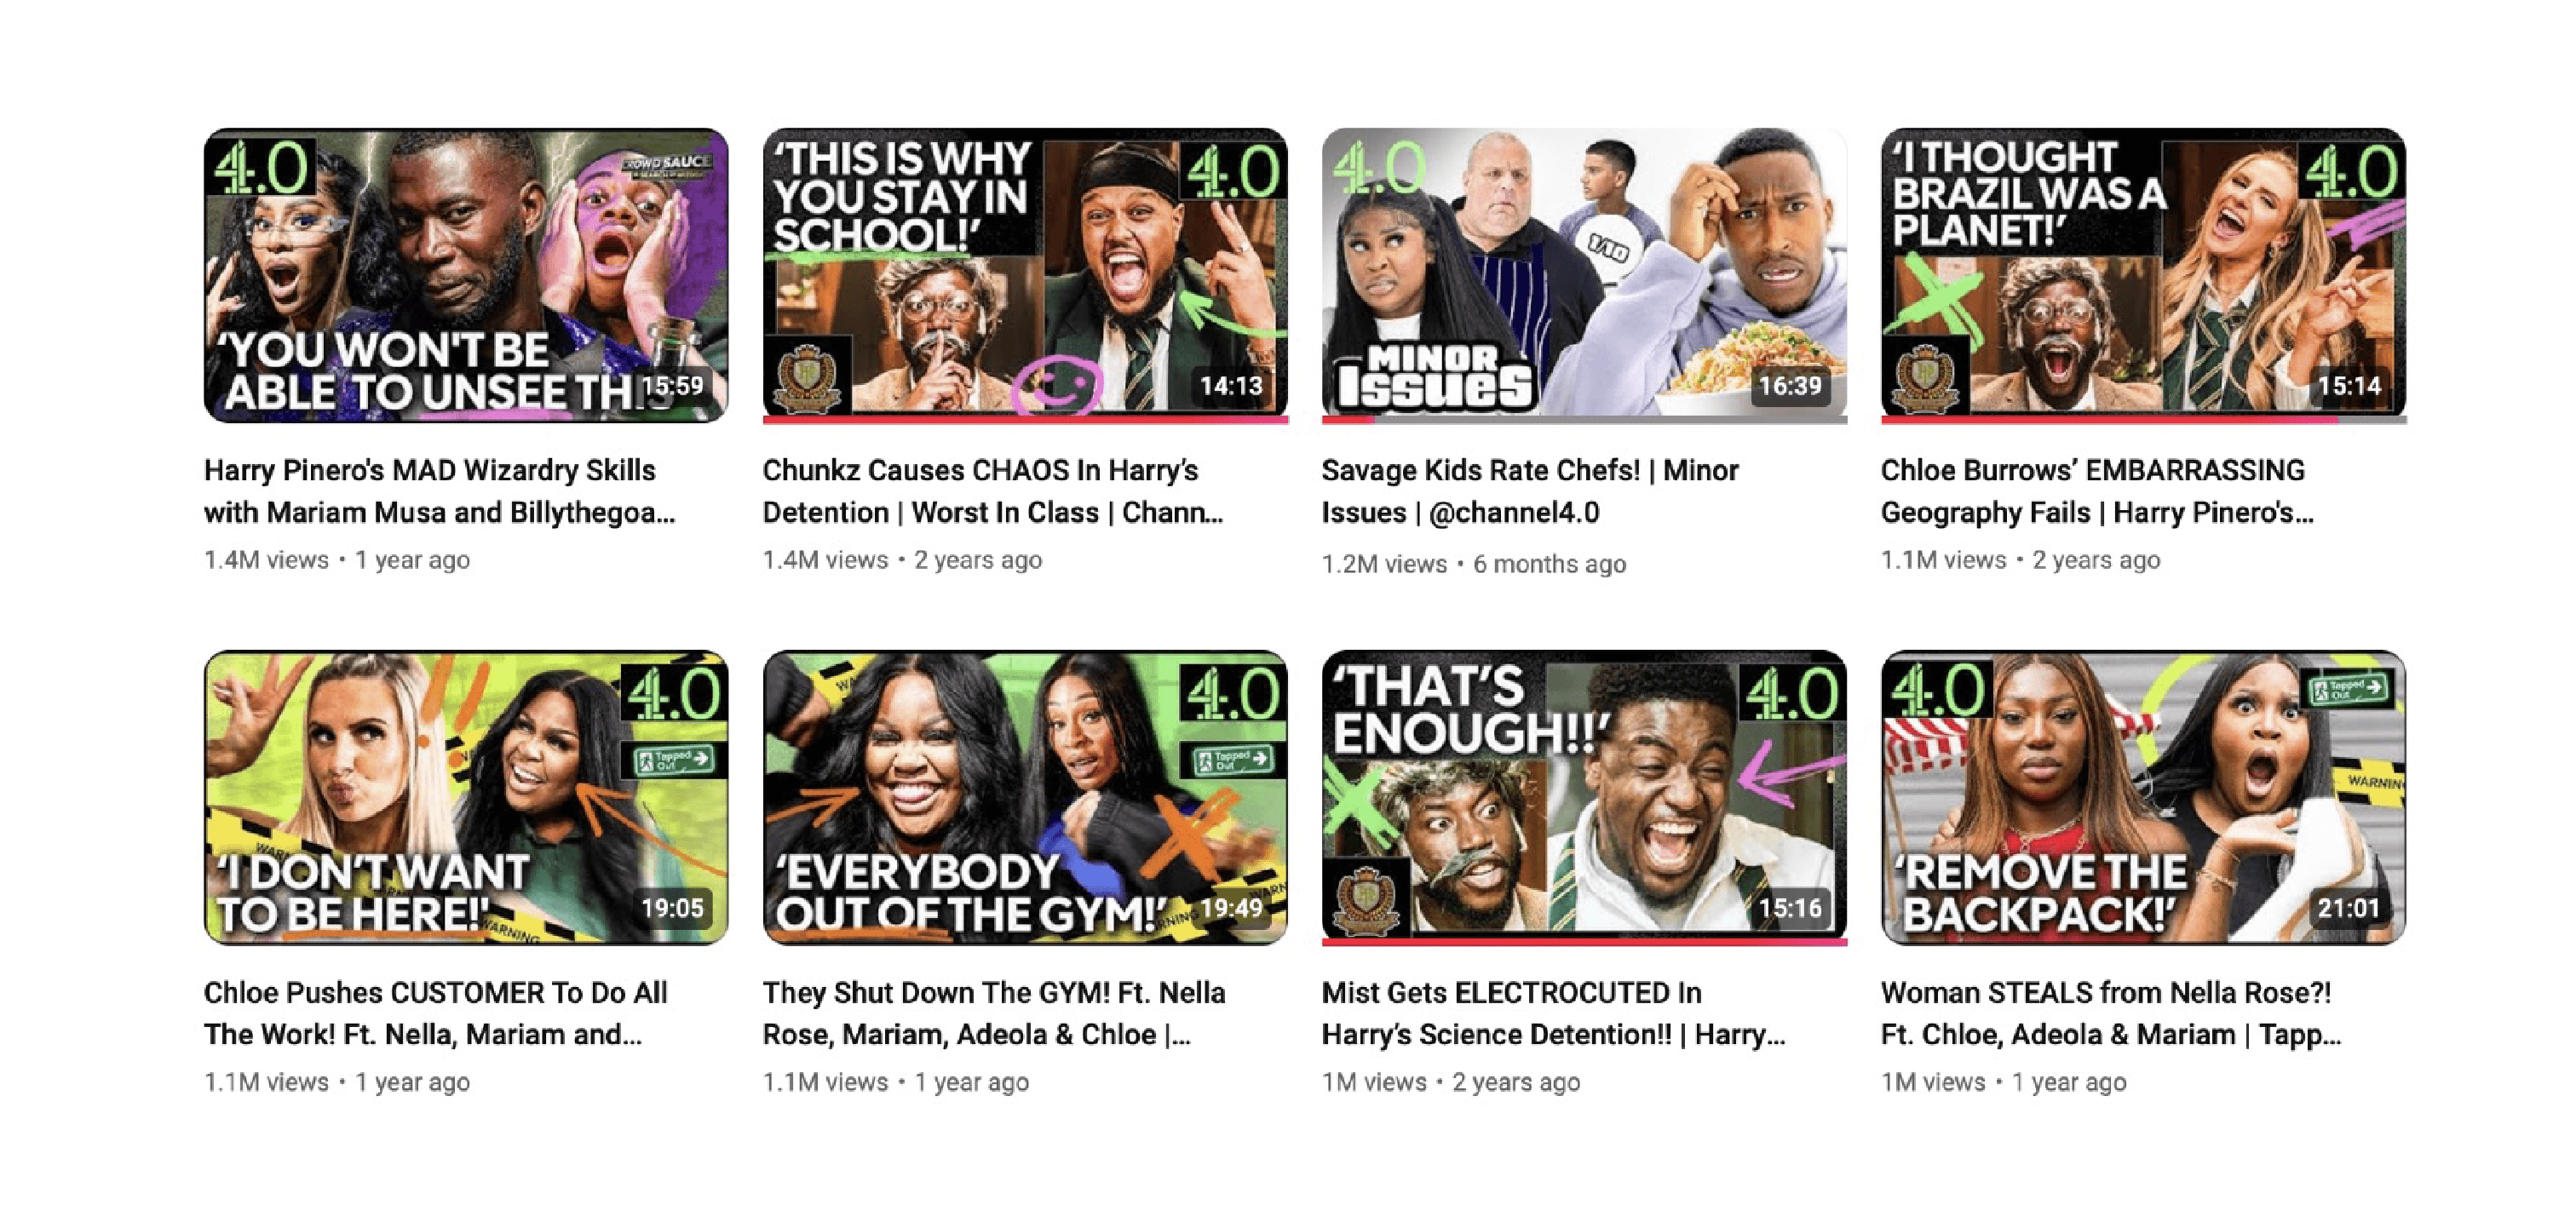 4.0
CROWD SAUCE
'YOU WON'T BE
ABLE TO UNSEE
15:59
Harry Pinero's MAD Wizardry Skills
with Mariam Musa and Billythegoa...
1.4M views • 1 year ago
'THIS IS WHY
YOU STAY IN
SCHOOL!'
4.0
14:13
Chunkz Causes CHAOS In Harry's
Detention | Worst In Class | Chann...
1.4M views • 2 years ago
4.0
1/10
MINOR
Issues
16:39
Savage Kids Rate Chefs! | Minor
Issues | @channel4.0
1.2M views • 6 months ago
'I THOUGHT
BRAZIL WAS A
PLANET!'
4.0
15:14
Chloe Burrows' EMBARRASSING
Geography Fails | Harry Pinero's...
1.1M views • 2 years ago
4.0
Tapped
Out
'I DON'T WANT
TO BE HERE!'
WARNING
19:05
Chloe Pushes CUSTOMER To Do All
The Work! Ft. Nella, Mariam and...
1.1M views • 1 year ago
4.0
Tapped
Out
'EVERYBODY
OUT OF THE GYM!'
19:49
They Shut Down The GYM! Ft. Nella
Rose, Mariam, Adeola & Chloe |...
1.1M views • 1 year ago
'THAT'S
ENOUGH!!'
4.0
15:16
Mist Gets ELECTROCUTED In
Harry's Science Detention!! | Harry...
1M views • 2 years ago
4.0
Tapped
Out
WARNIN
'REMOVE THE
BACKPACK!'
21:01
Woman STEALS from Nella Rose?!
Ft. Chloe, Adeola & Mariam | Tapp...
1M views • 1 year ago